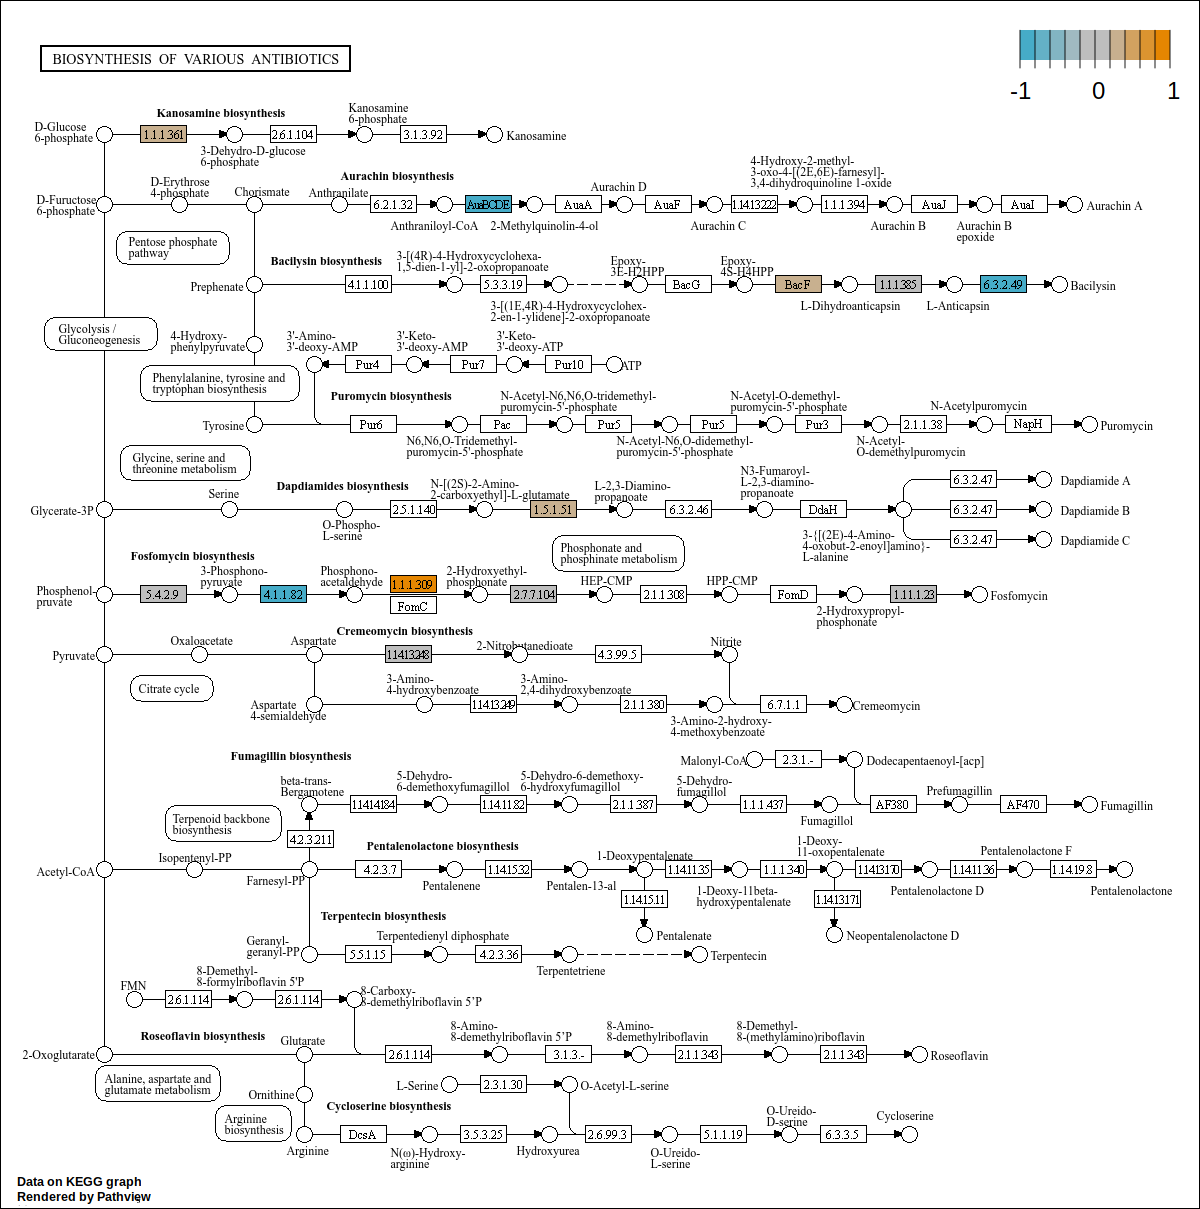 BIOSYNTHESIS OF VARIOUS ANTIBIOTICS
-1 0 1
Kanosamine biosynthesis
D-Glucose
6-phosphate
1.1.1.361
3-Dehydro-D-glucose
6-phosphate
2.6.1.104
Kanosamine
6-phosphate
3.1.3.92
Kanosamine
Aurachin biosynthesis
D-Fructose
6-phosphate
D-Erythrose
4-phosphate
Chorismate
Anthranilate
6.2.1.32
Anthraniloyl-CoA
AuaBCDE
2-Methylquinolin-4-ol
AuaA
Aurachin D
AuaF
Aurachin C
4-Hydroxy-2-methyl-
3-oxo-4-[(2E,6E)-farnesyl]-
3,4-dihydroquinoline 1-oxide
1.14.13.222
1.1.1.394
Aurachin B
AuaJ
Aurachin B
epoxide
AuaI
Aurachin A
Pentose phosphate
pathway
Bacilysin biosynthesis
Prephenate
4.1.1.100
3-[(4R)-4-Hydroxycyclohexa-
1,5-dien-1-yl]-2-oxopropanoate
5.3.3.19
3-[(1E,4R)-4-Hydroxycyclohex-
2-en-1-ylidene]-2-oxopropanoate
Epoxy-
3E-H2HPP
BacG
Epoxy-
4S-H4HPP
BacF
L-Dihydroanticapsin
1.1.1.385
L-Anticapsin
6.3.2.49
Bacilysin
Glycolysis /
Gluconeogenesis
4-Hydroxy-
phenylpyruvate
3'-Amino-
3'-deoxy-AMP
Pur4
3'-Keto-
3'-deoxy-AMP
Pur7
3'-Keto-
3'-deoxy-ATP
Pur10
ATP
Phenylalanine, tyrosine and
tryptophan biosynthesis
Puromycin biosynthesis
Tyrosine
Pur6
N6,N6,O-Tridemethyl-
puromycin-5'-phosphate
Pac
N-Acetyl-N6,N6,O-tridemethyl-
puromycin-5'-phosphate
Pur5
N-Acetyl-N6,O-didemethyl-
puromycin-5'-phosphate
Pur5
N-Acetyl-O-demethyl-
puromycin-5'-phosphate
Pur3
N-Acetyl-
O-demethylpuromycin
2.1.1.38
N-Acetylpuromycin
NapH
Puromycin
Glycine, serine and
threonine metabolism
Dapdiamides biosynthesis
Glycerate-3P
Serine
O-Phospho-
L-serine
2.5.1.140
N-[(2S)-2-Amino-
2-carboxyethyl]-L-glutamate
1.5.1.51
L-2,3-Diamino-
propanoate
6.3.2.46
N3-Fumaroyl-
L-2,3-diamino-
propanoate
DdaH
3-{[(2E)-4-Amino-
4-oxobut-2-enoyl]amino}-
L-alanine
6.3.2.47
Dapdiamide A
6.3.2.47
Dapdiamide B
6.3.2.47
Dapdiamide C
Phosphonate and
phosphinate metabolism
Fosfomycin biosynthesis
Phosphenol-
pruvate
5.4.2.9
3-Phosphono-
pyruvate
4.1.1.82
Phosphono-
acetaldehyde
1.1.1.309
FomC
2-Hydroxyethyl-
phosphonate
2.7.7.104
HEP-CMP
2.1.1.308
HPP-CMP
FomD
2-Hydroxypropyl-
phosphonate
1.11.1.23
Fosfomycin
Cremeomycin biosynthesis
Pyruvate
Oxaloacetate
Aspartate
1.14.13.248
2-Nitrobutanedioate
4.3.99.5
Nitrite
Citrate cycle
Aspartate
4-semialdehyde
3-Amino-
4-hydroxybenzoate
1.14.13.249
3-Amino-
2,4-dihydroxybenzoate
2.1.1.380
3-Amino-2-hydroxy-
4-methoxybenzoate
6.7.1.1
Cremeomycin
Fumagillin biosynthesis
Malonyl-CoA
2.3.1.-
Dodecapentaenoyl-[acp]
beta-trans-
Bergamotene
1.14.14.184
5-Dehydro-
6-demethoxyfumagillol
1.14.11.82
5-Dehydro-6-demethoxy-
6-hydroxyfumagillol
2.1.1.387
5-Dehydro-
fumagillol
1.1.1.437
Fumagillol
AF380
Prefumagillin
AF470
Fumagillin
Terpenoid backbone
biosynthesis
4.2.3.211
Pentalenolactone biosynthesis
Acetyl-CoA
Isopentenyl-PP
Farnesyl-PP
4.2.3.7
Pentalenene
1.14.15.32
Pentalen-13-al
1-Deoxypentalenate
1.14.11.35
1-Deoxy-11beta-
hydroxypentalenate
1.1.1.340
1-Deoxy-
11-oxopentalenate
1.14.13.170
Pentalenolactone D
1.14.11.36
Pentalenolactone F
1.14.19.8
Pentalenolactone
1.14.15.11
Pentalenate
1.14.13.171
Neopentalenolactone D
Terpentecin biosynthesis
Geranyl-
geranyl-PP
5.5.1.15
Terpentedienyl diphosphate
4.2.3.36
Terpentetriene
Terpentecin
FMN
2.6.1.114
8-Demethyl-
8-formylriboflavin 5'P
2.6.1.114
8-Carboxy-
8-demethylriboflavin 5'P
Roseoflavin biosynthesis
2-Oxoglutarate
Glutarate
2.6.1.114
8-Amino-
8-demethylriboflavin 5'P
3.1.3.-
8-Amino-
8-demethylriboflavin
2.1.1.343
8-Demethyl-
8-(methylamino)riboflavin
2.1.1.343
Roseoflavin
Alanine, aspartate and
glutamate metabolism
L-Serine
2.3.1.30
O-Acetyl-L-serine
Ornithine
Cycloserine biosynthesis
Arginine
biosynthesis
Arginine
DcsA
N(ω)-Hydroxy-
arginine
3.5.3.25
Hydroxyurea
2.6.99.3
O-Ureido-
L-serine
5.1.1.19
O-Ureido-
D-serine
6.3.3.5
Cycloserine
Data on KEGG graph
Rendered by Pathview